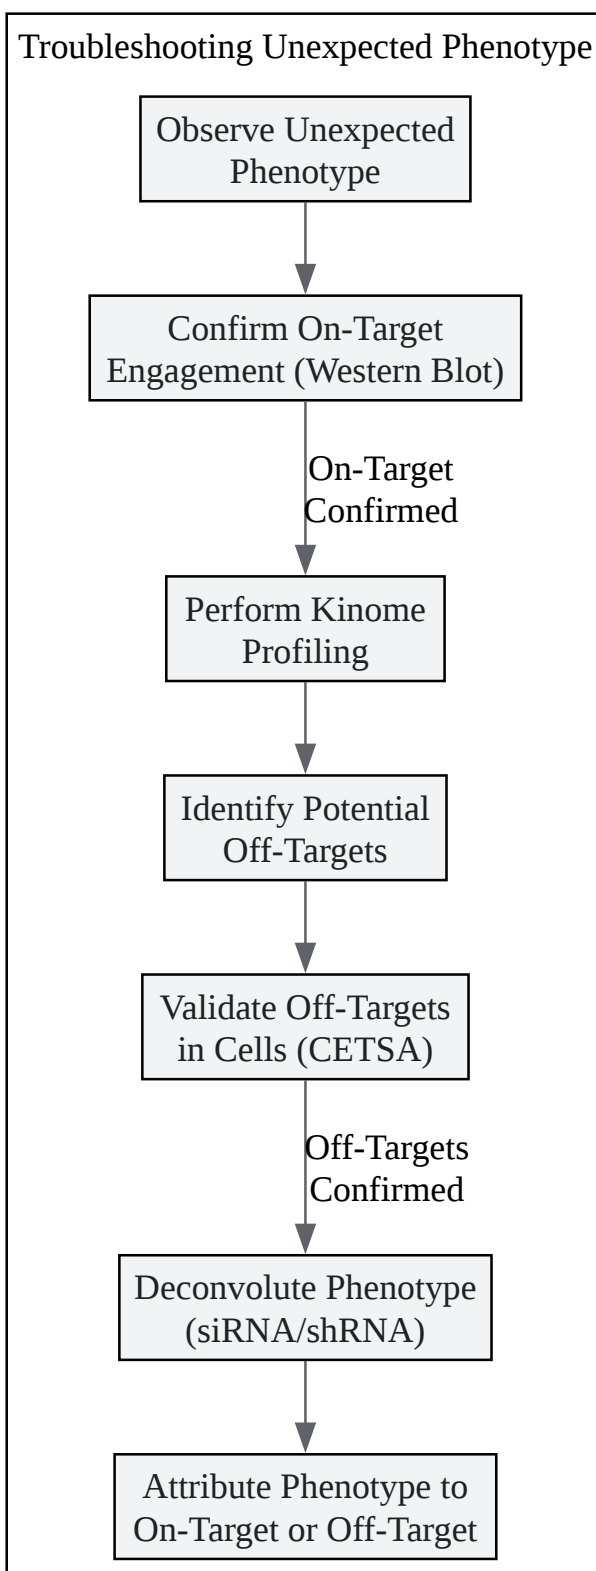 Troubleshooting Unexpected Phenotype
Observe Unexpected
Phenotype
Confirm On-Target
Engagement (Western Blot)
On-Target
Confirmed
Perform Kinome
Profiling
Identify Potential
Off-Targets
Validate Off-Targets
in Cells (CETSA)
Off-Targets
Confirmed
Deconvolute Phenotype
(siRNA/shRNA)
Attribute Phenotype to
On-Target or Off-Target